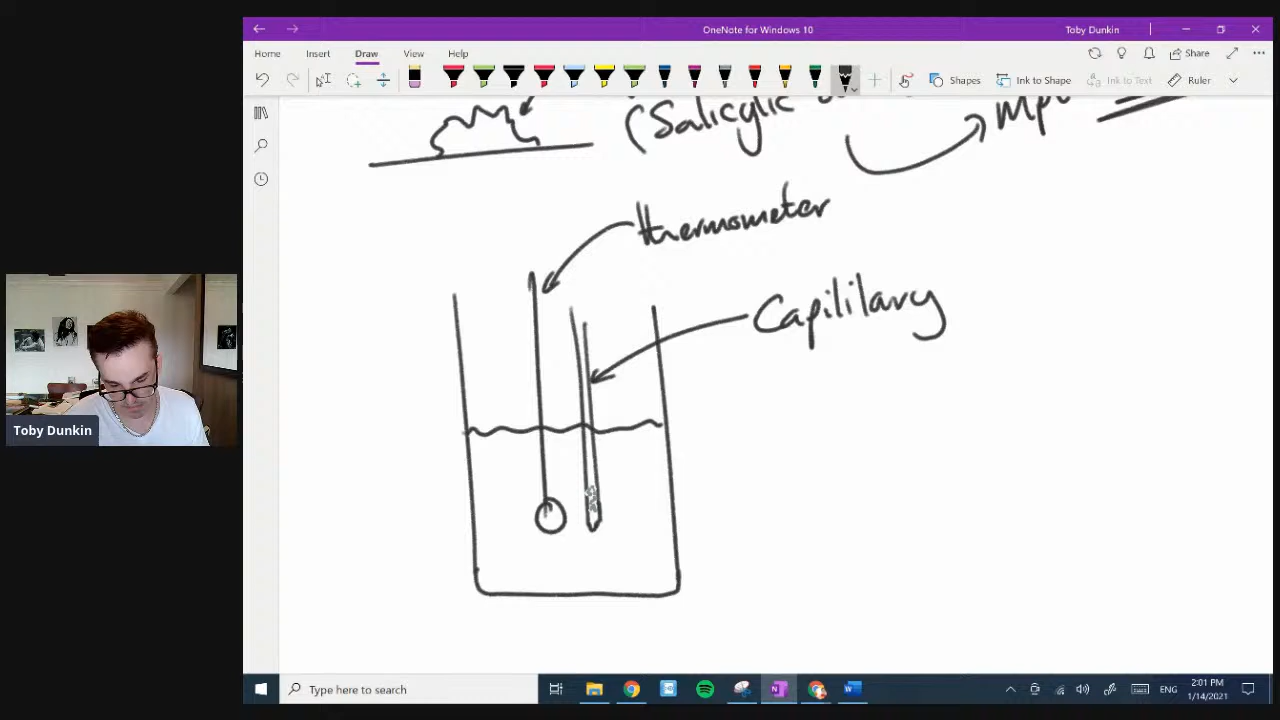 OneNote for Windows 10
Toby Dunkin
Home Insert Draw View Help
Share
Shapes
Ink to Shape
Ink to Text
Ruler
(Salicilic
Mp
thermometer
Capililary
Toby Dunkin
Type here to search
ENG
2:01 PM
1/14/2021